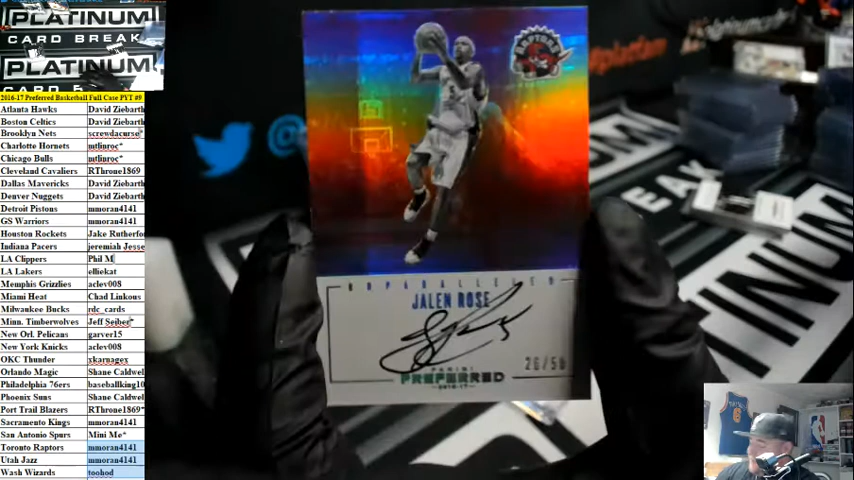 PLATINUM
CARD BREAK
PLATINUM
2016-17 Preferred Basketball Full Case PYT #9
Atlanta Hawks David Ziebarth
Boston Celtics David Ziebarth
Brooklyn Nets screwdacurse*
Charlotte Hornets mtlinroc*
Chicago Bulls mtlinroc*
Cleveland Cavaliers RThrone1869
Dallas Mavericks David Ziebarth
Denver Nuggets David Ziebarth
Detroit Pistons mmoran4141
GS Warriors mmoran4141
Houston Rockets Jake Rutherfo
Indiana Pacers jeremiah Jesse
LA Clippers Phil M
LA Lakers elliekat
Memphis Grizzlies aclev008
Miami Heat Chad Linkous
Milwaukee Bucks rdc_cards
Minn. Timberwolves Jeff Seiber*
New Orl. Pelicans garver15
New York Knicks aclev008
OKC Thunder xkarnagex
Orlando Magic Shane Caldwel
Philadelphia 76ers baseballking10
Phoenix Suns Shane Caldwel
Port Trail Blazers RThrone1869*
Sacramento Kings mmoran4141
San Antonio Spurs Mini Me*
Toronto Raptors mmoran4141
Utah Jazz mmoran4141
Wash Wizards toohod
RAPTORS
UNPARALLELED
JALEN ROSE
PANINI
PREFERRED
2016-17
#platinum
@